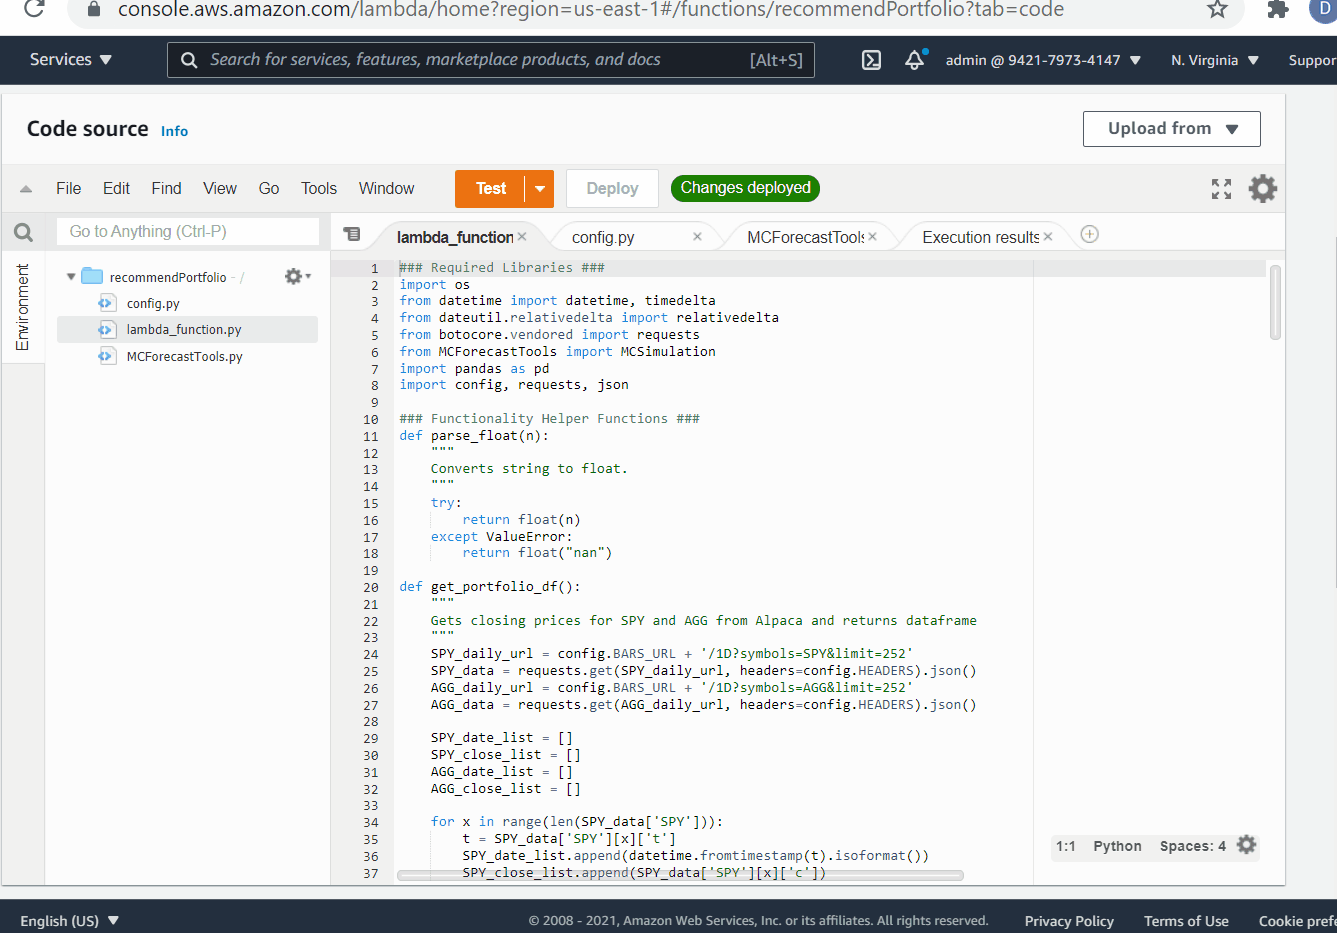 console.aws.amazon.com/lambda/home?region=us-east-1#/functions/recommendPortfolio?tab=code
D
Services ▼ Search for services, features, marketplace products, and docs [Alt+S] admin @ 9421-7973-4147 ▼ N. Virginia ▼ Suppor
Code source Info
Upload from ▼
File Edit Find View Go Tools Window Test Deploy Changes deployed
Go to Anything (Ctrl-P)
lambda_function × config.py × MCForecastTools × Execution results ×
Environment
recommendPortfolio - /
config.py
lambda_function.py
MCForecastTools.py
1 ### Required Libraries ###
2 import os
3 from datetime import datetime, timedelta
4 from dateutil.relativedelta import relativedelta
5 from botocore.vendored import requests
6 from MCForecastTools import MCSimulation
7 import pandas as pd
8 import config, requests, json
9
10 ### Functionality Helper Functions ###
11 def parse_float(n):
12     """
13     Converts string to float.
14     """
15     try:
16         return float(n)
17     except ValueError:
18         return float("nan")
19
20 def get_portfolio_df():
21     """
22     Gets closing prices for SPY and AGG from Alpaca and returns dataframe
23     """
24     SPY_daily_url = config.BARS_URL + '/1D?symbols=SPY&limit=252'
25     SPY_data = requests.get(SPY_daily_url, headers=config.HEADERS).json()
26     AGG_daily_url = config.BARS_URL + '/1D?symbols=AGG&limit=252'
27     AGG_data = requests.get(AGG_daily_url, headers=config.HEADERS).json()
28
29     SPY_date_list = []
30     SPY_close_list = []
31     AGG_date_list = []
32     AGG_close_list = []
33
34     for x in range(len(SPY_data['SPY'])):
35         t = SPY_data['SPY'][x]['t']
36         SPY_date_list.append(datetime.fromtimestamp(t).isoformat())
37         SPY_close_list.append(SPY_data['SPY'][x]['c'])
1:1 Python Spaces: 4
English (US) ▼ © 2008 - 2021, Amazon Web Services, Inc. or its affiliates. All rights reserved. Privacy Policy Terms of Use Cookie prefe